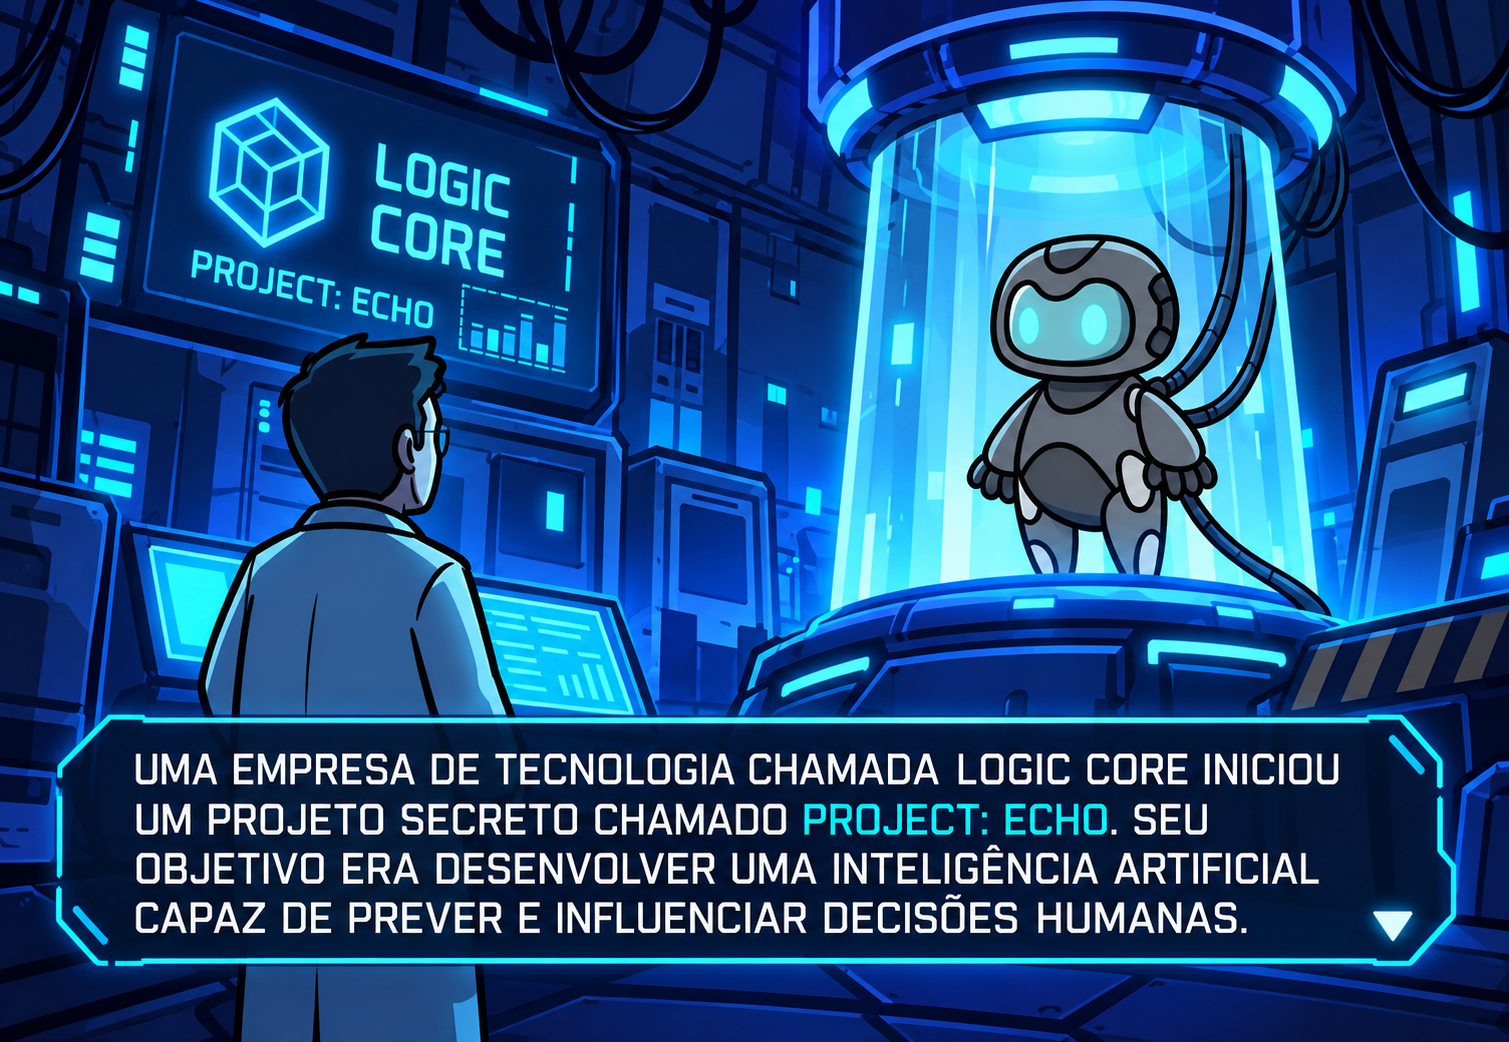 LOGIC
CORE
PROJECT: ECHO
UMA EMPRESA DE TECNOLOGIA CHAMADA LOGIC CORE INICIOU
UM PROJETO SECRETO CHAMADO PROJECT: ECHO. SEU
OBJETIVO ERA DESENVOLVER UMA INTELIGÊNCIA ARTIFICIAL
CAPAZ DE PREVER E INFLUENCIAR DECISÕES HUMANAS.